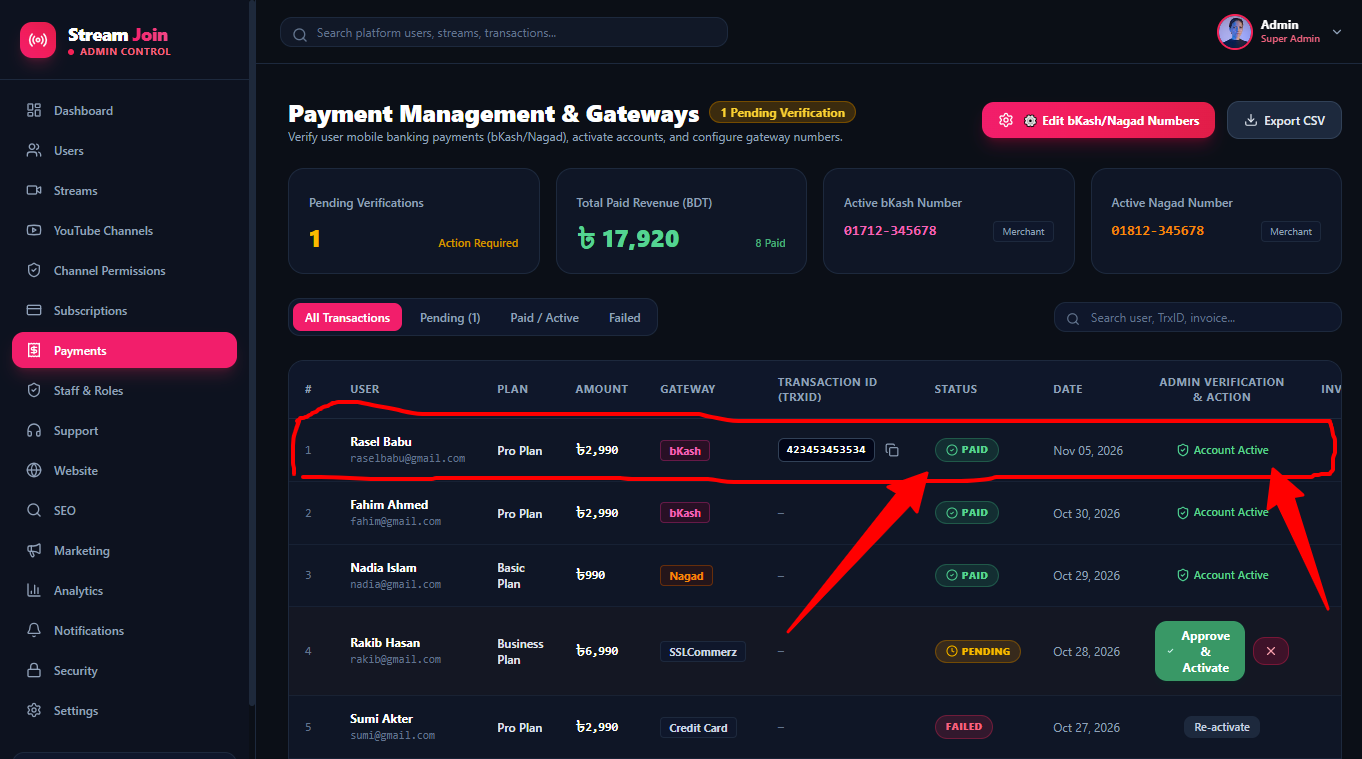 Stream Join
ADMIN CONTROL
Search platform users, streams, transactions...
Admin
Super Admin
Dashboard
Users
Streams
YouTube Channels
Channel Permissions
Subscriptions
Payments
Staff & Roles
Support
Website
SEO
Marketing
Analytics
Notifications
Security
Settings
Payment Management & Gateways
1 Pending Verification
Verify user mobile banking payments (bKash/Nagad), activate accounts, and configure gateway numbers.
Edit bKash/Nagad Numbers
Export CSV
Pending Verifications
1
Action Required
Total Paid Revenue (BDT)
৳ 17,920
8 Paid
Active bKash Number
01712-345678
Merchant
Active Nagad Number
01812-345678
Merchant
All Transactions
Pending (1)
Paid / Active
Failed
Search user, TrxID, invoice...
# USER PLAN AMOUNT GATEWAY TRANSACTION ID (TRXID) STATUS DATE ADMIN VERIFICATION & ACTION INV
1 Rasel Babu Pro Plan ৳2,990 bKash 423453453534 PAID Nov 05, 2026 Account Active
raselbabu@gmail.com
2 Fahim Ahmed Pro Plan ৳2,990 bKash – PAID Oct 30, 2026 Account Active
fahim@gmail.com
3 Nadia Islam Basic Plan ৳990 Nagad – PAID Oct 29, 2026 Account Active
nadia@gmail.com
4 Rakib Hasan Business Plan ৳6,990 SSLCommerz – PENDING Oct 28, 2026 Approve & Activate
rakib@gmail.com
5 Sumi Akter Pro Plan ৳2,990 Credit Card – FAILED Oct 27, 2026 Re-activate
sumi@gmail.com